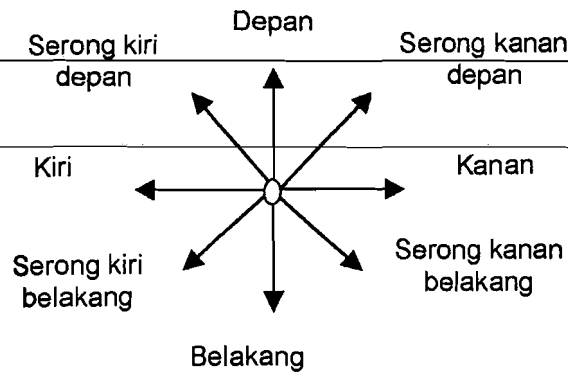 Depan
Serong kiri
depan
Serong kanan
depan
Kiri
Kanan
Serong kiri
belakang
Serong kanan
belakang
Belakang